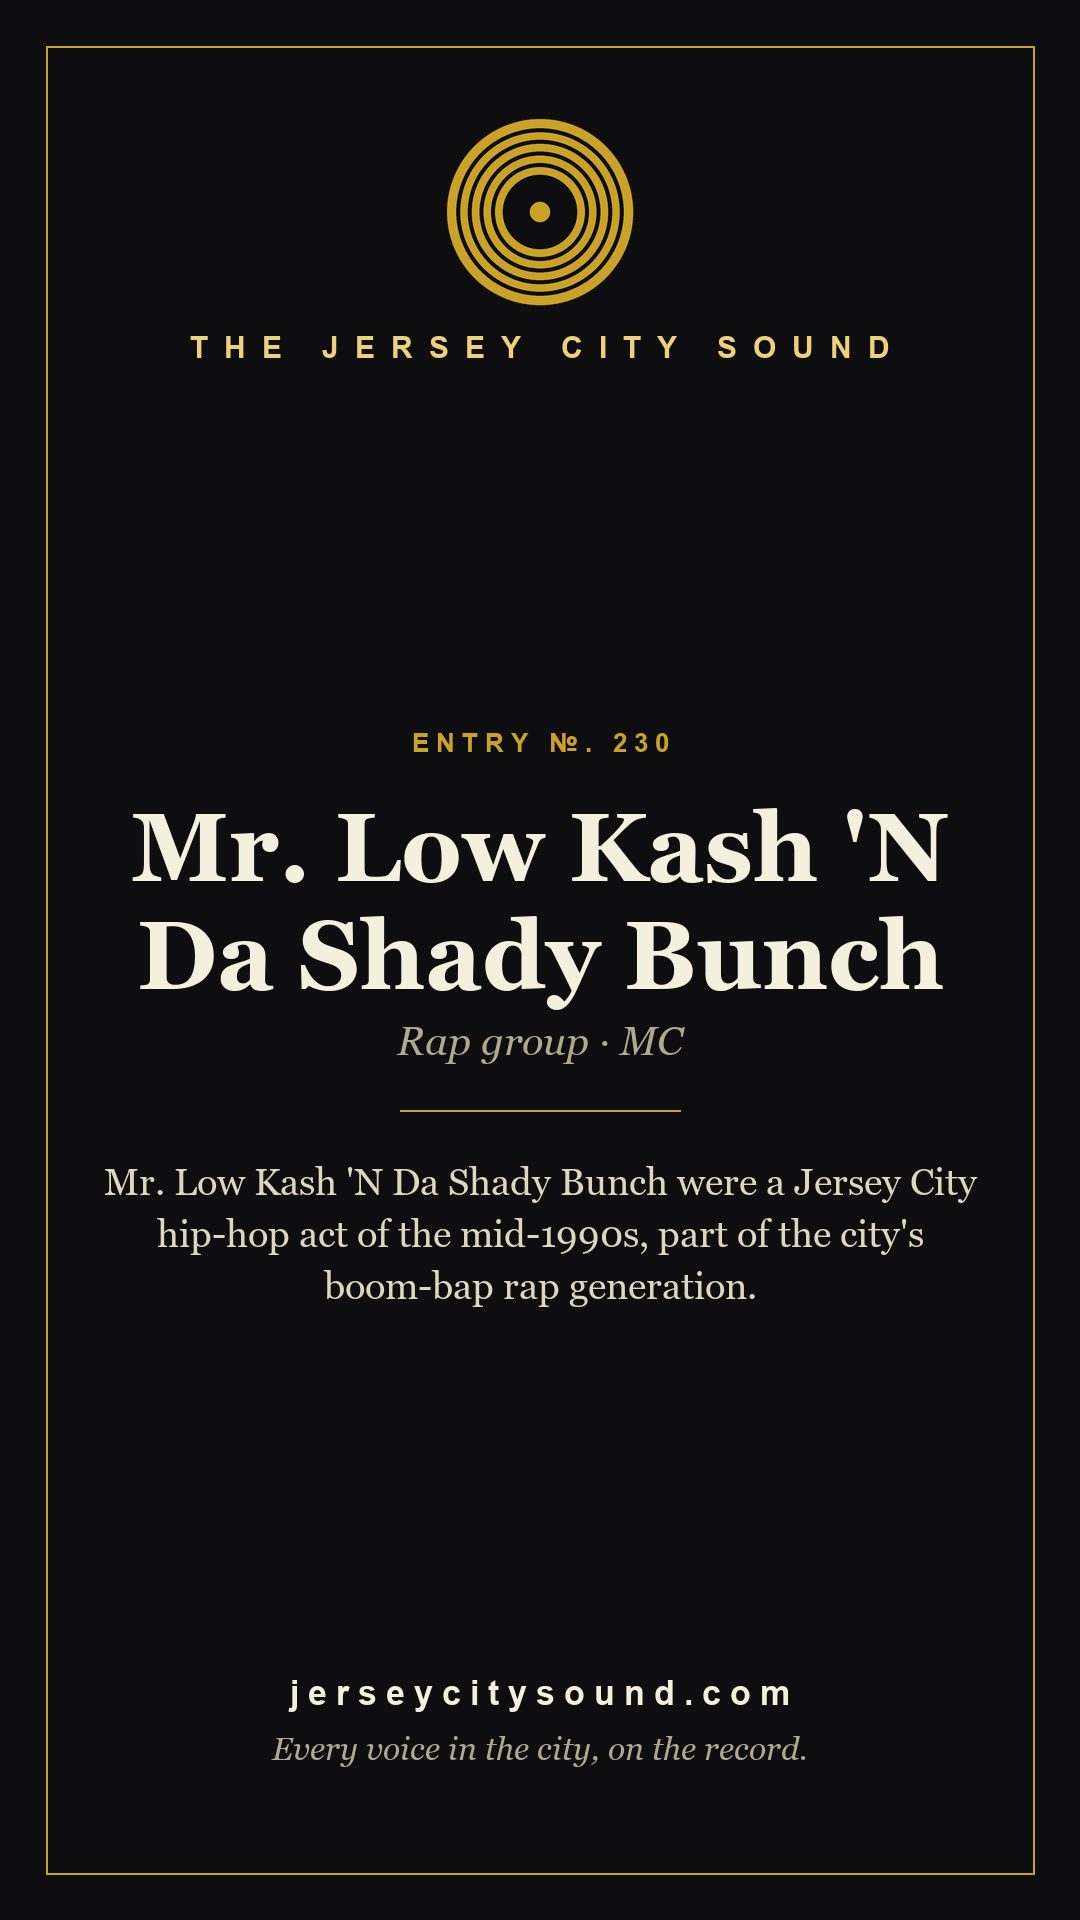 THE JERSEY CITY SOUND
ENTRY №. 230
Mr. Low Kash 'N
Da Shady Bunch
Rap group · MC
Mr. Low Kash 'N Da Shady Bunch were a Jersey City
hip-hop act of the mid-1990s, part of the city's
boom-bap rap generation.
jerseycitysound.com
Every voice in the city, on the record.